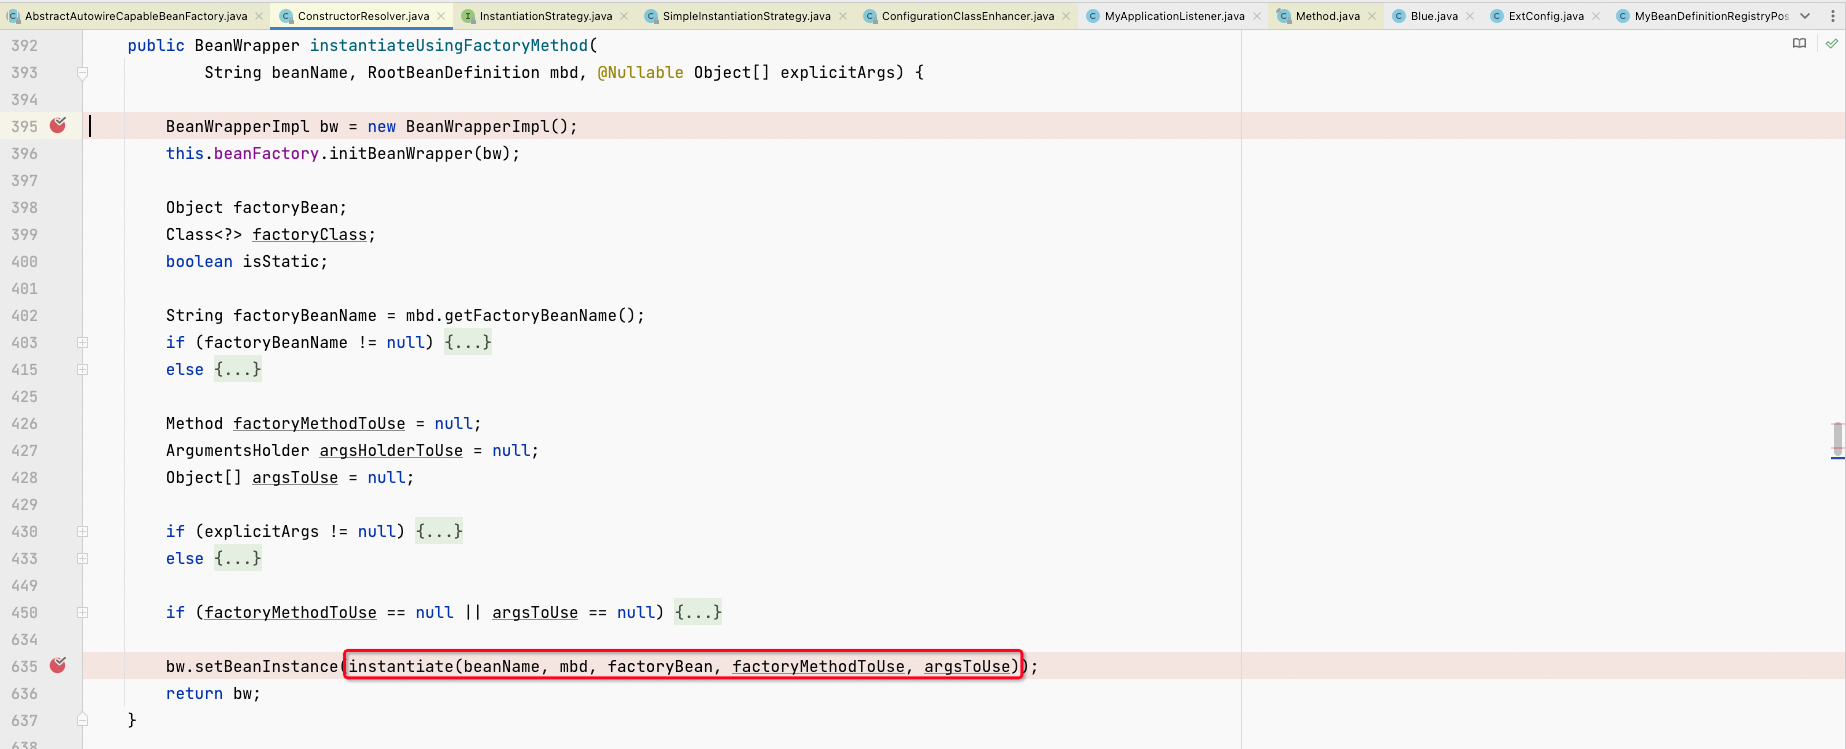 AbstractAutowireCapableBeanFactory.java ConstructorResolver.java InstantiationStrategy.java SimpleInstantiationStrategy.java ConfigurationClassEnhancer.java MyApplicationListener.java Method.java Blue.java ExtConfig.java MyBeanDefinitionRegistryPos
392 public BeanWrapper instantiateUsingFactoryMethod(
393 String beanName, RootBeanDefinition mbd, @Nullable Object[] explicitArgs) {
394
395 BeanWrapperImpl bw = new BeanWrapperImpl();
396 this.beanFactory.initBeanWrapper(bw);
397
398 Object factoryBean;
399 Class<?> factoryClass;
400 boolean isStatic;
401
402 String factoryBeanName = mbd.getFactoryBeanName();
403 if (factoryBeanName != null) {...}
415 else {...}
425
426 Method factoryMethodToUse = null;
427 ArgumentsHolder argsHolderToUse = null;
428 Object[] argsToUse = null;
429
430 if (explicitArgs != null) {...}
433 else {...}
449
450 if (factoryMethodToUse == null || argsToUse == null) {...}
634
635 bw.setBeanInstance(instantiate(beanName, mbd, factoryBean, factoryMethodToUse, argsToUse));
636 return bw;
637 }
638